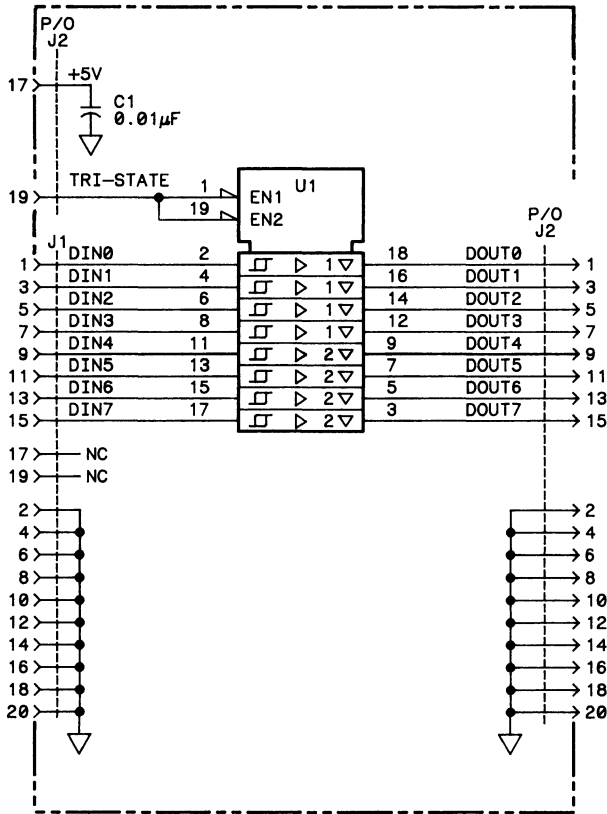 P/O
J2
17 +5V
C1
0.01μF
19 TRI-STATE 1 EN1 U1
19 EN2
P/O
J2
J1
1 DIN0 2 1 18 DOUT0 1
3 DIN1 4 1 16 DOUT1 3
5 DIN2 6 1 14 DOUT2 5
7 DIN3 8 1 12 DOUT3 7
9 DIN4 11 2 9 DOUT4 9
11 DIN5 13 2 7 DOUT5 11
13 DIN6 15 2 5 DOUT6 13
15 DIN7 17 2 3 DOUT7 15
17 NC
19 NC
2 2
4 4
6 6
8 8
10 10
12 12
14 14
16 16
18 18
20 20